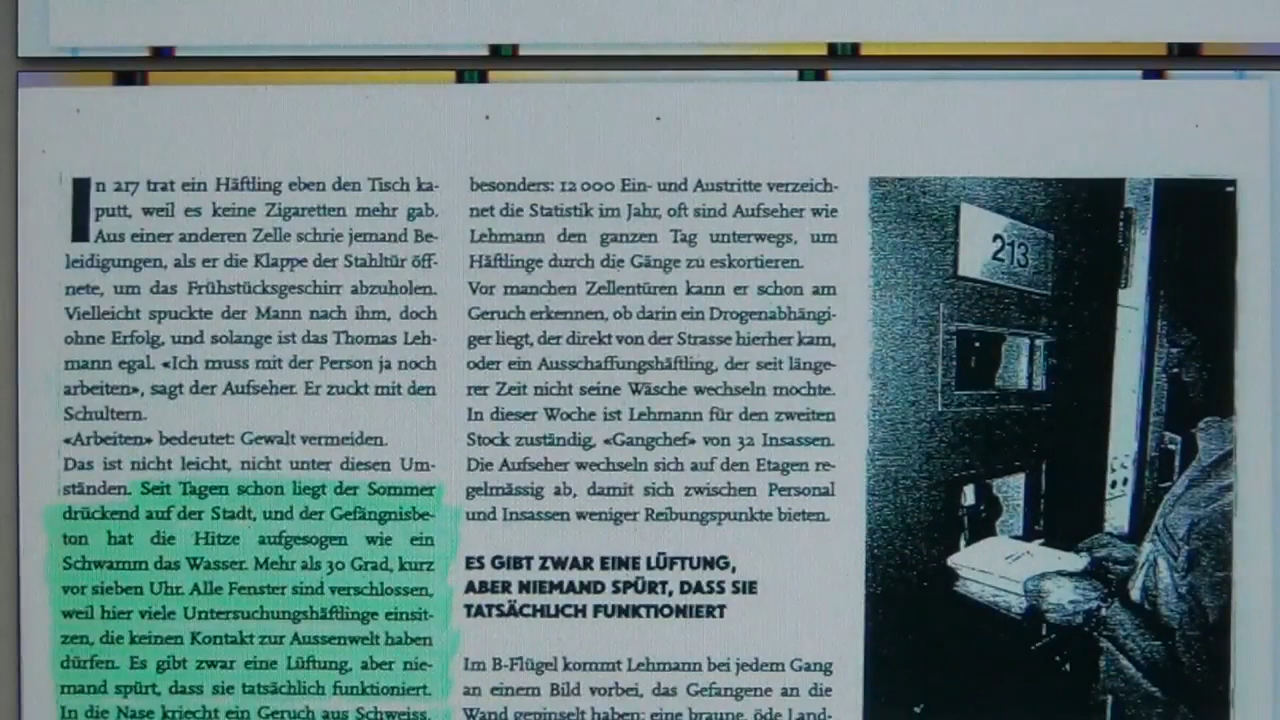 In 217 trat ein Häftling eben den Tisch ka-
putt, weil es keine Zigaretten mehr gab.
Aus einer anderen Zelle schrie jemand Be-
leidigungen, als er die Klappe der Stahltür öff-
nete, um das Frühstücksgeschirr abzuholen.
Vielleicht spuckte der Mann nach ihm, doch
ohne Erfolg, und solange ist das Thomas Leh-
mann egal. «Ich muss mit der Person ja noch
arbeiten», sagt der Aufseher. Er zuckt mit den
Schultern.
«Arbeiten» bedeutet: Gewalt vermeiden.
Das ist nicht leicht, nicht unter diesen Um-
ständen. Seit Tagen schon liegt der Sommer
drückend auf der Stadt, und der Gefängnisbe-
ton hat die Hitze aufgesogen wie ein
Schwamm das Wasser. Mehr als 30 Grad, kurz
vor sieben Uhr. Alle Fenster sind verschlossen,
weil hier viele Untersuchungshäftlinge einsit-
zen, die keinen Kontakt zur Aussenwelt haben
dürfen. Es gibt zwar eine Lüftung, aber nie-
mand spürt, dass sie tatsächlich funktioniert.
In die Nase kriecht ein Geruch aus Schweiss,
besonders: 12 000 Ein- und Austritte verzeich-
net die Statistik im Jahr, oft sind Aufseher wie
Lehmann den ganzen Tag unterwegs, um
Häftlinge durch die Gänge zu eskortieren.
Vor manchen Zellentüren kann er schon am
Geruch erkennen, ob darin ein Drogenabhängi-
ger liegt, der direkt von der Strasse hierher kam,
oder ein Ausschaffungshäftling, der seit länge-
rer Zeit nicht seine Wäsche wechseln mochte.
In dieser Woche ist Lehmann für den zweiten
Stock zuständig, «Gangchef» von 32 Insassen.
Die Aufseher wechseln sich auf den Etagen re-
gelmässig ab, damit sich zwischen Personal
und Insassen weniger Reibungspunkte bieten.
ES GIBT ZWAR EINE LÜFTUNG,
ABER NIEMAND SPÜRT, DASS SIE
TATSÄCHLICH FUNKTIONIERT
Im B-Flügel kommt Lehmann bei jedem Gang
an einem Bild vorbei, das Gefangene an die
Wand gepinselt haben: eine braune, öde Land-
213